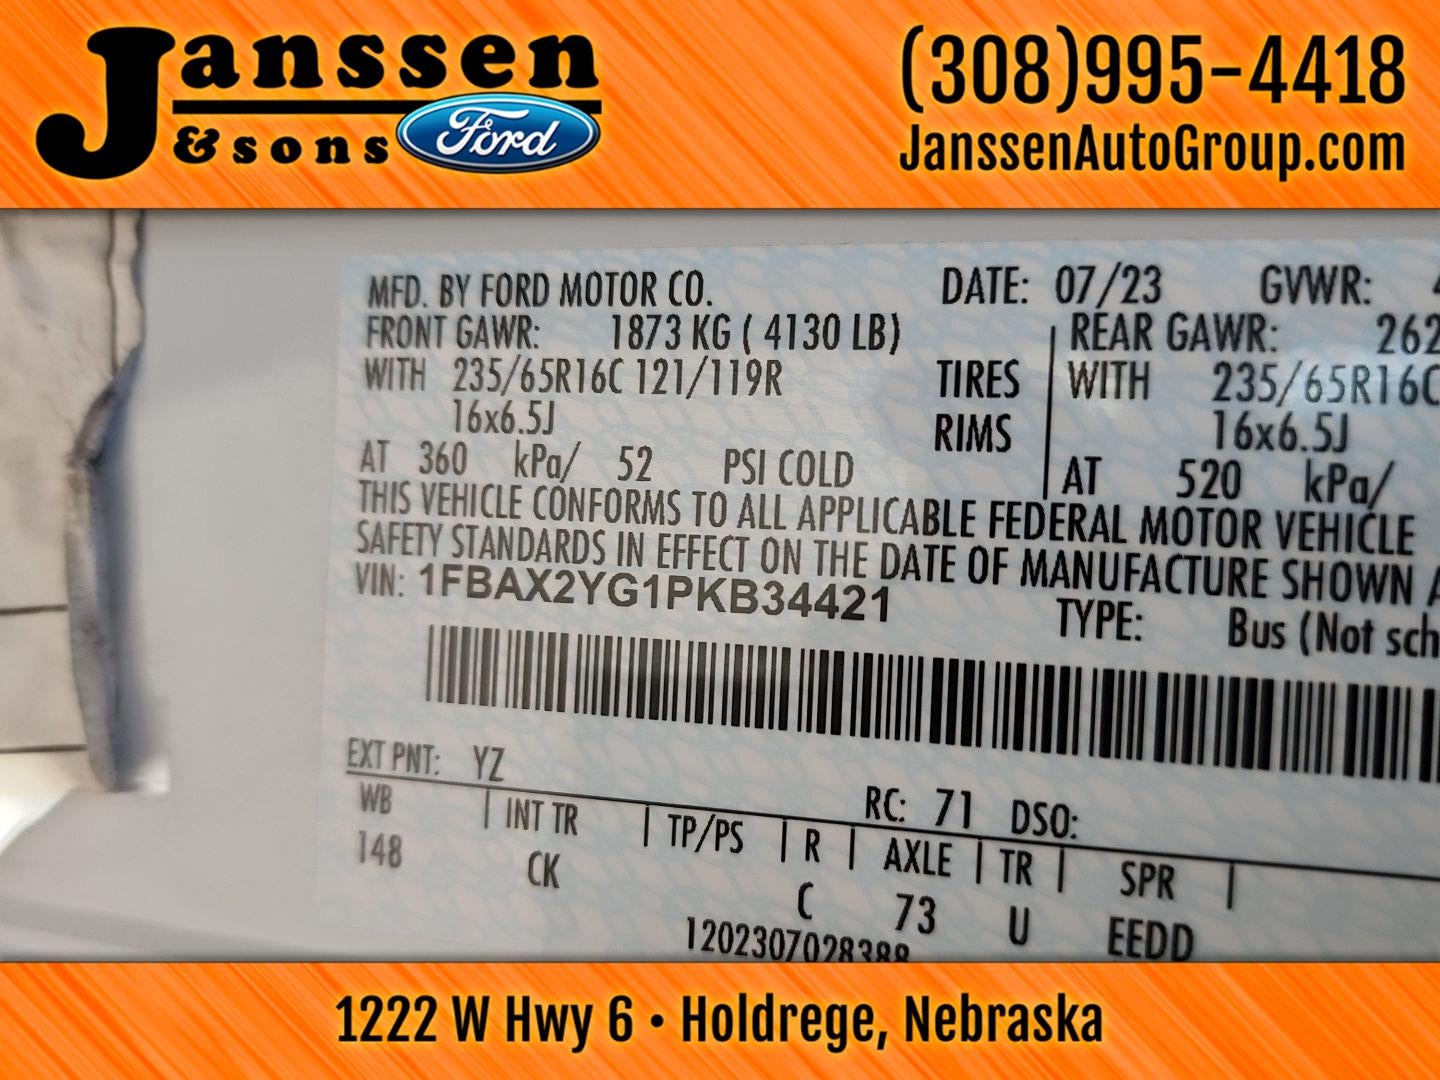 Janssen
& sons Ford
(308)995-4418
JanssenAutoGroup.com
MFD. BY FORD MOTOR CO. DATE: 07/23 GVWR:
FRONT GAWR: 1873 KG ( 4130 LB) REAR GAWR: 262
WITH 235/65R16C 121/119R TIRES WITH 235/65R16C
16x6.5J RIMS 16x6.5J
AT 360 kPa/ 52 PSI COLD AT 520 kPa/
THIS VEHICLE CONFORMS TO ALL APPLICABLE FEDERAL MOTOR VEHICLE
SAFETY STANDARDS IN EFFECT ON THE DATE OF MANUFACTURE SHOWN
VIN: 1FBAX2YG1PKB34421 TYPE: Bus (Not sch
EXT PNT: YZ RC: 71 DSO:
WB | INT TR | TP/PS | R | AXLE | TR | SPR |
148 CK C 73 U EEDD
1202307028388
1222 W Hwy 6 • Holdrege, Nebraska